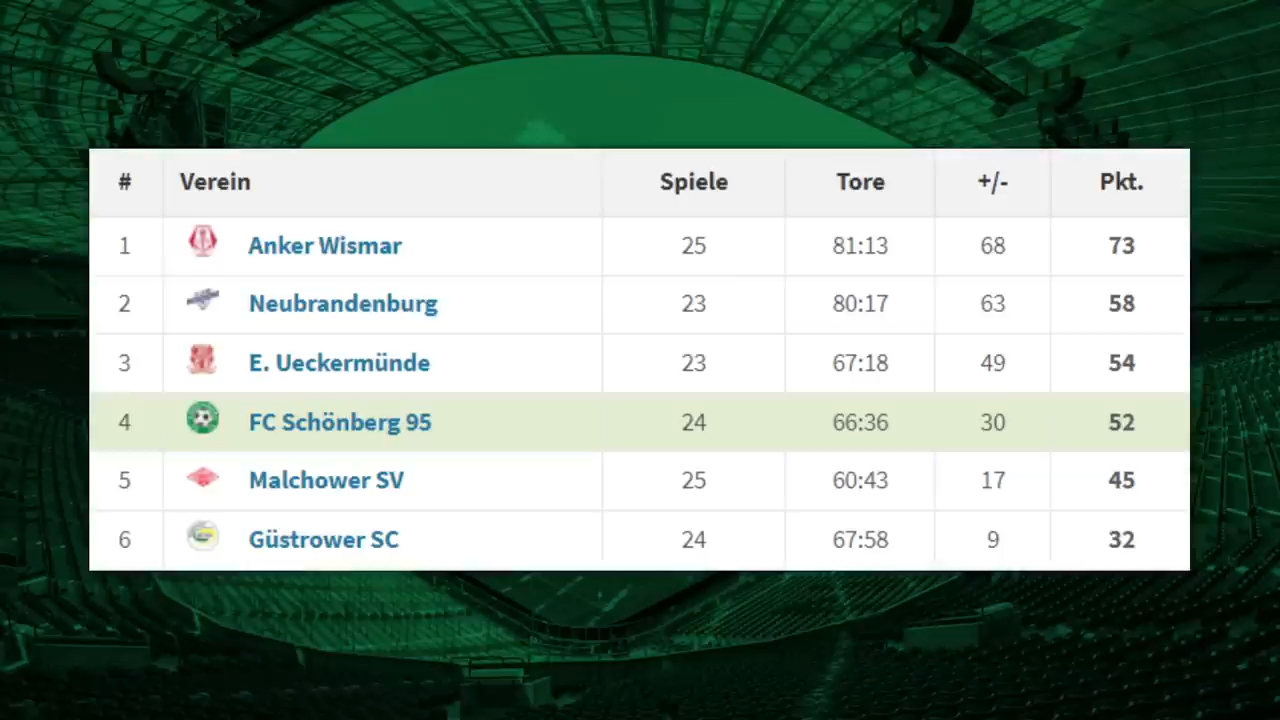 # Verein Spiele Tore +/- Pkt.
1 Anker Wismar 25 81:13 68 73
2 Neubrandenburg 23 80:17 63 58
3 E. Ueckermünde 23 67:18 49 54
4 FC Schönberg 95 24 66:36 30 52
5 Malchower SV 25 60:43 17 45
6 Güstrower SC 24 67:58 9 32